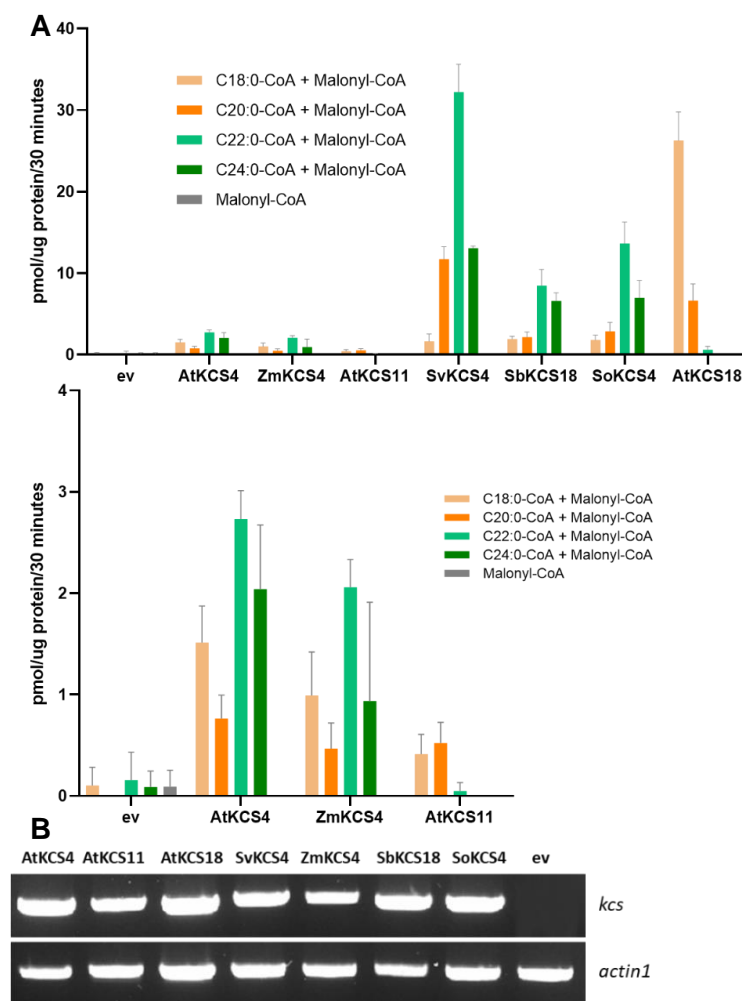 A
40
30
20
10
0
pmol/ug protein/30 minutes
C18:0-CoA + Malonyl-CoA
C20:0-CoA + Malonyl-CoA
C22:0-CoA + Malonyl-CoA
C24:0-CoA + Malonyl-CoA
Malonyl-CoA
ev AtKCS4 ZmKCS4 AtKCS11 SvKCS4 SbKCS18 SoKCS4 AtKCS18
4
3
2
1
0
pmol/ug protein/30 minutes
C18:0-CoA + Malonyl-CoA
C20:0-CoA + Malonyl-CoA
C22:0-CoA + Malonyl-CoA
C24:0-CoA + Malonyl-CoA
Malonyl-CoA
ev AtKCS4 ZmKCS4 AtKCS11
B
AtKCS4 AtKCS11 AtKCS18 SvKCS4 ZmKCS4 SbKCS18 SoKCS4 ev
kcs
actin1